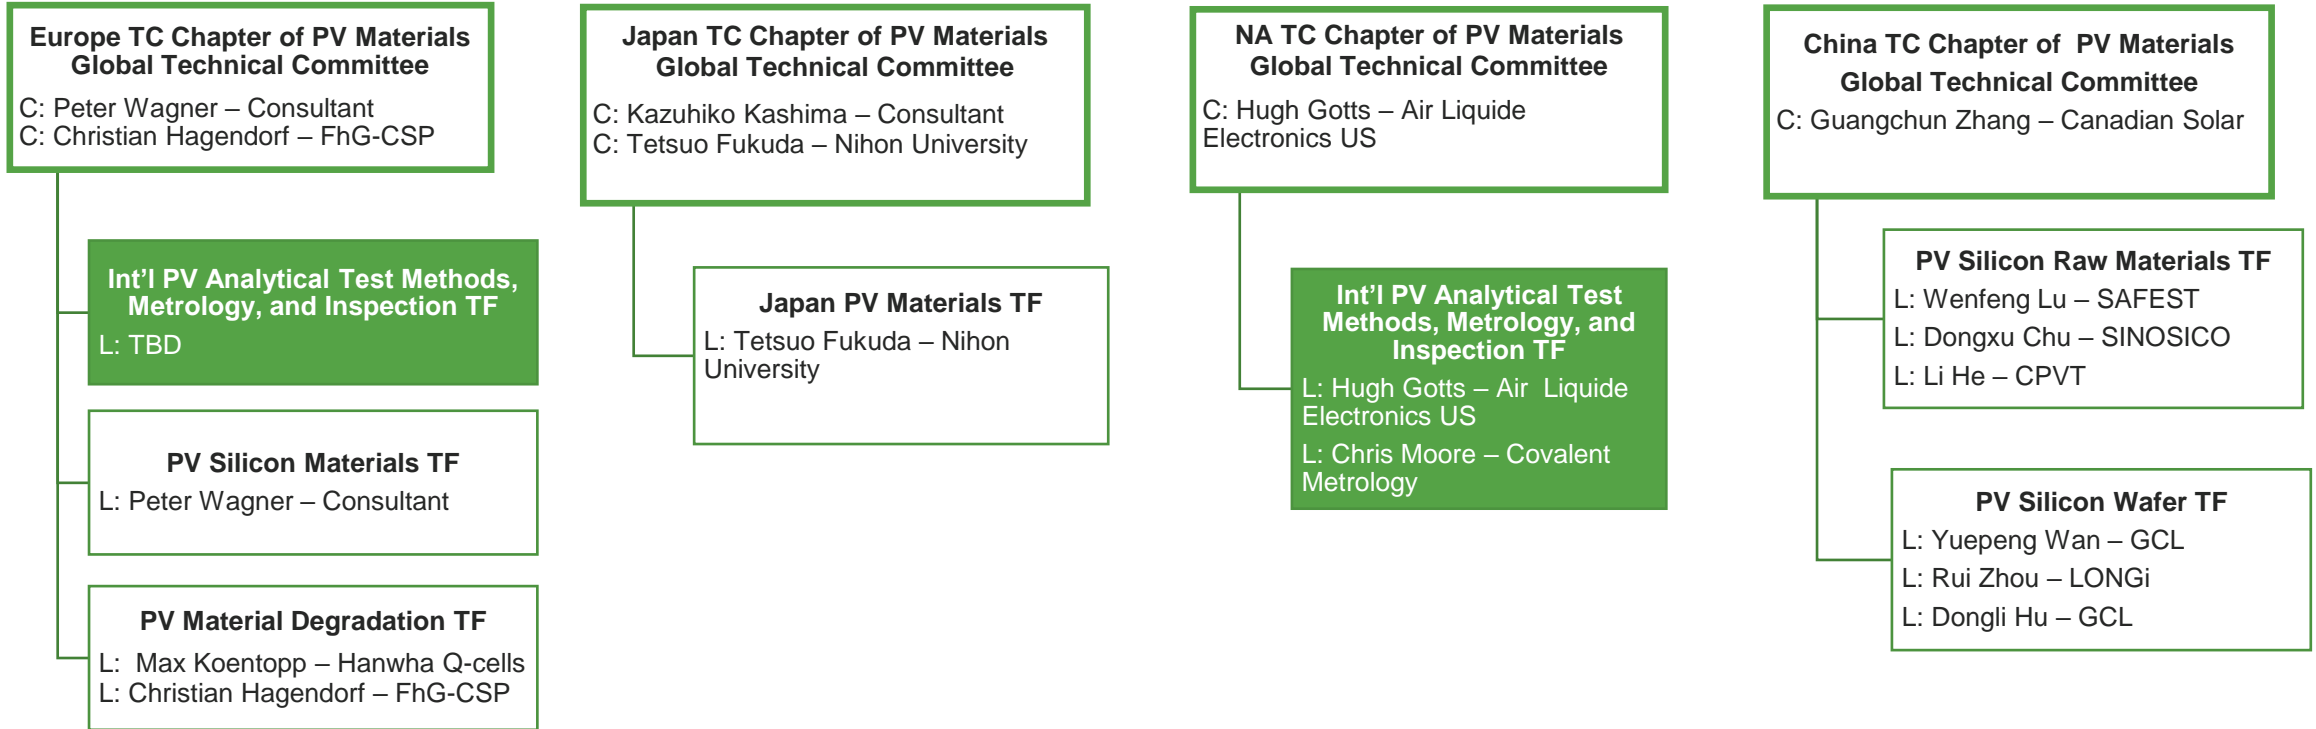 Europe TC Chapter of PV Materials
Global Technical Committee
C: Peter Wagner – Consultant
C: Christian Hagendorf – FhG-CSP
Int’l PV Analytical Test Methods,
Metrology, and Inspection TF
L: TBD
PV Silicon Materials TF
L: Peter Wagner – Consultant
PV Material Degradation TF
L: Max Koentopp – Hanwha Q-cells
L: Christian Hagendorf – FhG-CSP
Japan TC Chapter of PV Materials
Global Technical Committee
C: Kazuhiko Kashima – Consultant
C: Tetsuo Fukuda – Nihon University
Japan PV Materials TF
L: Tetsuo Fukuda – Nihon
University
NA TC Chapter of PV Materials
Global Technical Committee
C: Hugh Gotts – Air Liquide
Electronics US
Int’l PV Analytical Test
Methods, Metrology, and
Inspection TF
L: Hugh Gotts – Air Liquide
Electronics US
L: Chris Moore – Covalent
Metrology
China TC Chapter of PV Materials
Global Technical Committee
C: Guangchun Zhang – Canadian Solar
PV Silicon Raw Materials TF
L: Wenfeng Lu – SAFEST
L: Dongxu Chu – SINOSICO
L: Li He – CPVT
PV Silicon Wafer TF
L: Yuepeng Wan – GCL
L: Rui Zhou – LONGi
L: Dongli Hu – GCL